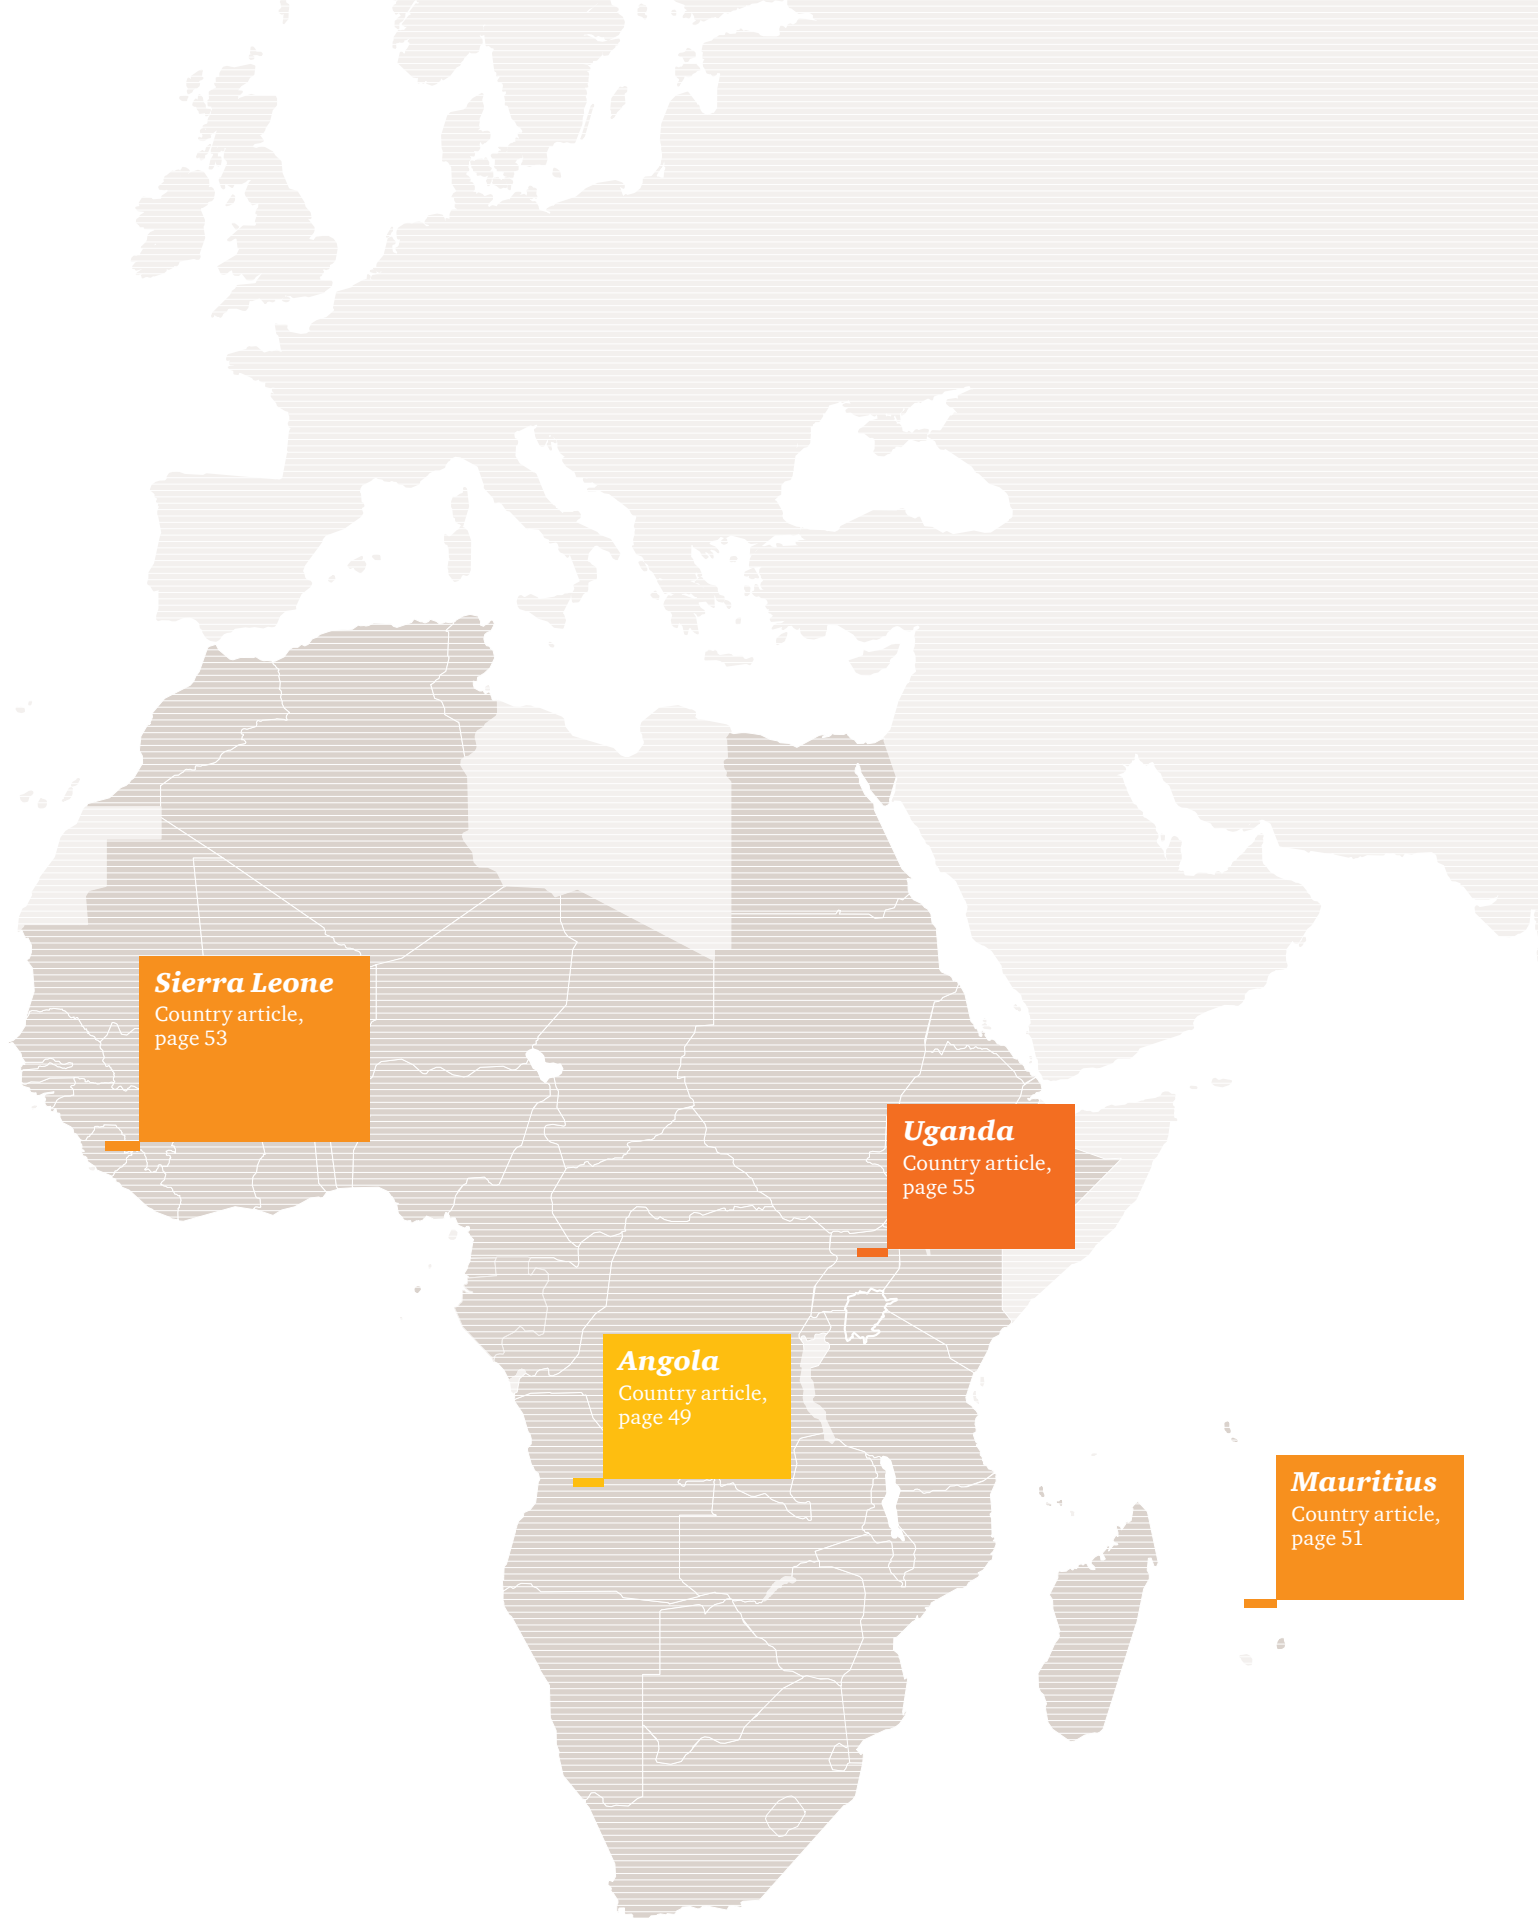 Sierra Leone
Country article,
page 53
Uganda
Country article,
page 55
Angola
Country article,
page 49
Mauritius
Country article,
page 51